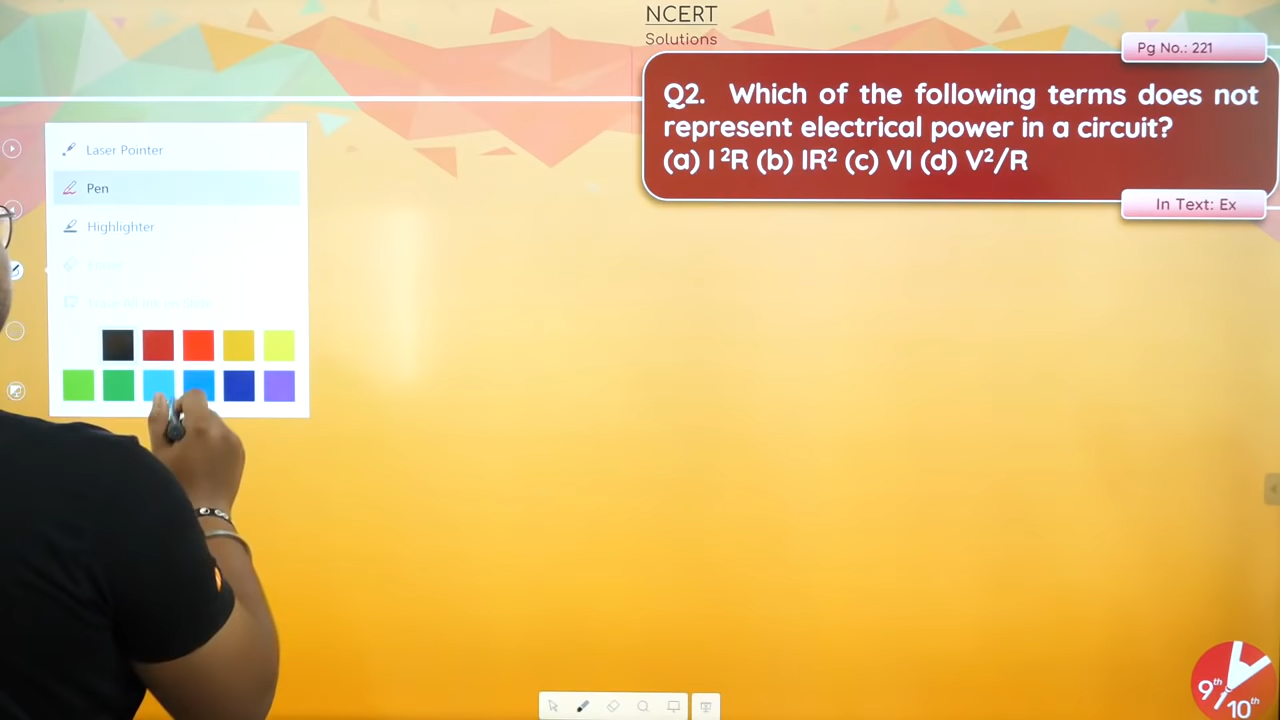 NCERT
Solutions
Pg No.: 221
Q2. Which of the following terms does not
represent electrical power in a circuit?
(a) I²R (b) IR² (c) VI (d) V²/R
In Text: Ex
Laser Pointer
Pen
Highlighter
9th/10th